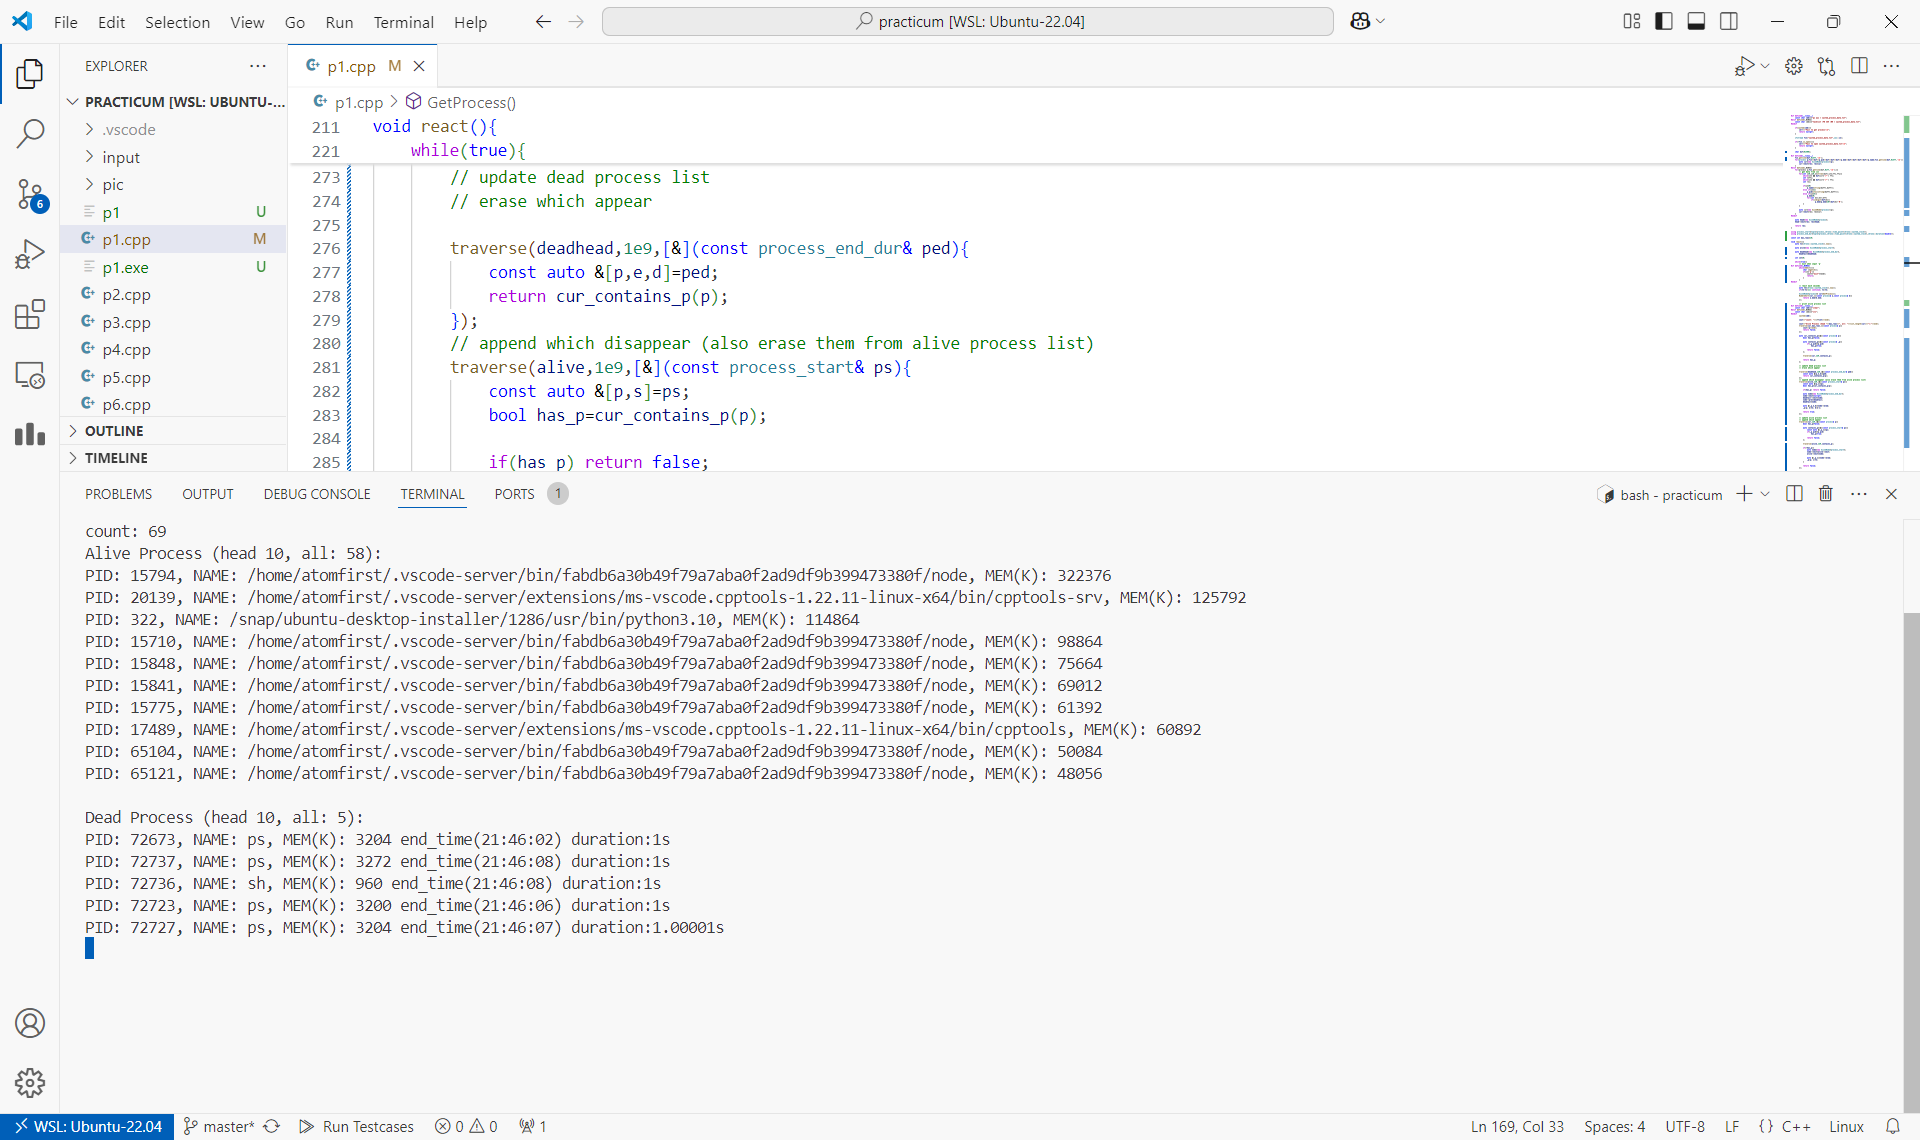 File Edit Selection View Go Run Terminal Help
practicum [WSL: Ubuntu-22.04]
EXPLORER
PRACTICUM [WSL: UBUNTU-...
.vscode
input
pic
p1 U
p1.cpp M
p1.exe U
p2.cpp
p3.cpp
p4.cpp
p5.cpp
p6.cpp
OUTLINE
TIMELINE
6
p1.cpp M
p1.cpp > GetProcess()
211 void react(){
221 while(true){
273 // update dead process list
274 // erase which appear
275
276 traverse(deadhead,1e9,[&](const process_end_dur& ped){
277 const auto &[p,e,d]=ped;
278 return cur_contains_p(p);
279 });
280 // append which disappear (also erase them from alive process list)
281 traverse(alive,1e9,[&](const process_start& ps){
282 const auto &[p,s]=ps;
283 bool has_p=cur_contains_p(p);
284
285 if(has_p) return false;
PROBLEMS OUTPUT DEBUG CONSOLE TERMINAL PORTS 1
bash - practicum
count: 69
Alive Process (head 10, all: 58):
PID: 15794, NAME: /home/atomfirst/.vscode-server/bin/fabdb6a30b49f79a7aba0f2ad9df9b399473380f/node, MEM(K): 322376
PID: 20139, NAME: /home/atomfirst/.vscode-server/extensions/ms-vscode.cpptools-1.22.11-linux-x64/bin/cpptools-srv, MEM(K): 125792
PID: 322, NAME: /snap/ubuntu-desktop-installer/1286/usr/bin/python3.10, MEM(K): 114864
PID: 15710, NAME: /home/atomfirst/.vscode-server/bin/fabdb6a30b49f79a7aba0f2ad9df9b399473380f/node, MEM(K): 98864
PID: 15848, NAME: /home/atomfirst/.vscode-server/bin/fabdb6a30b49f79a7aba0f2ad9df9b399473380f/node, MEM(K): 75664
PID: 15841, NAME: /home/atomfirst/.vscode-server/bin/fabdb6a30b49f79a7aba0f2ad9df9b399473380f/node, MEM(K): 69012
PID: 15775, NAME: /home/atomfirst/.vscode-server/bin/fabdb6a30b49f79a7aba0f2ad9df9b399473380f/node, MEM(K): 61392
PID: 17489, NAME: /home/atomfirst/.vscode-server/extensions/ms-vscode.cpptools-1.22.11-linux-x64/bin/cpptools, MEM(K): 60892
PID: 65104, NAME: /home/atomfirst/.vscode-server/bin/fabdb6a30b49f79a7aba0f2ad9df9b399473380f/node, MEM(K): 50084
PID: 65121, NAME: /home/atomfirst/.vscode-server/bin/fabdb6a30b49f79a7aba0f2ad9df9b399473380f/node, MEM(K): 48056
Dead Process (head 10, all: 5):
PID: 72673, NAME: ps, MEM(K): 3204 end_time(21:46:02) duration:1s
PID: 72737, NAME: ps, MEM(K): 3272 end_time(21:46:08) duration:1s
PID: 72736, NAME: sh, MEM(K): 960 end_time(21:46:08) duration:1s
PID: 72723, NAME: ps, MEM(K): 3200 end_time(21:46:06) duration:1s
PID: 72727, NAME: ps, MEM(K): 3204 end_time(21:46:07) duration:1.00001s
WSL: Ubuntu-22.04 master* Run Testcases 0 0 1 Ln 169, Col 33 Spaces: 4 UTF-8 LF {} C++ Linux